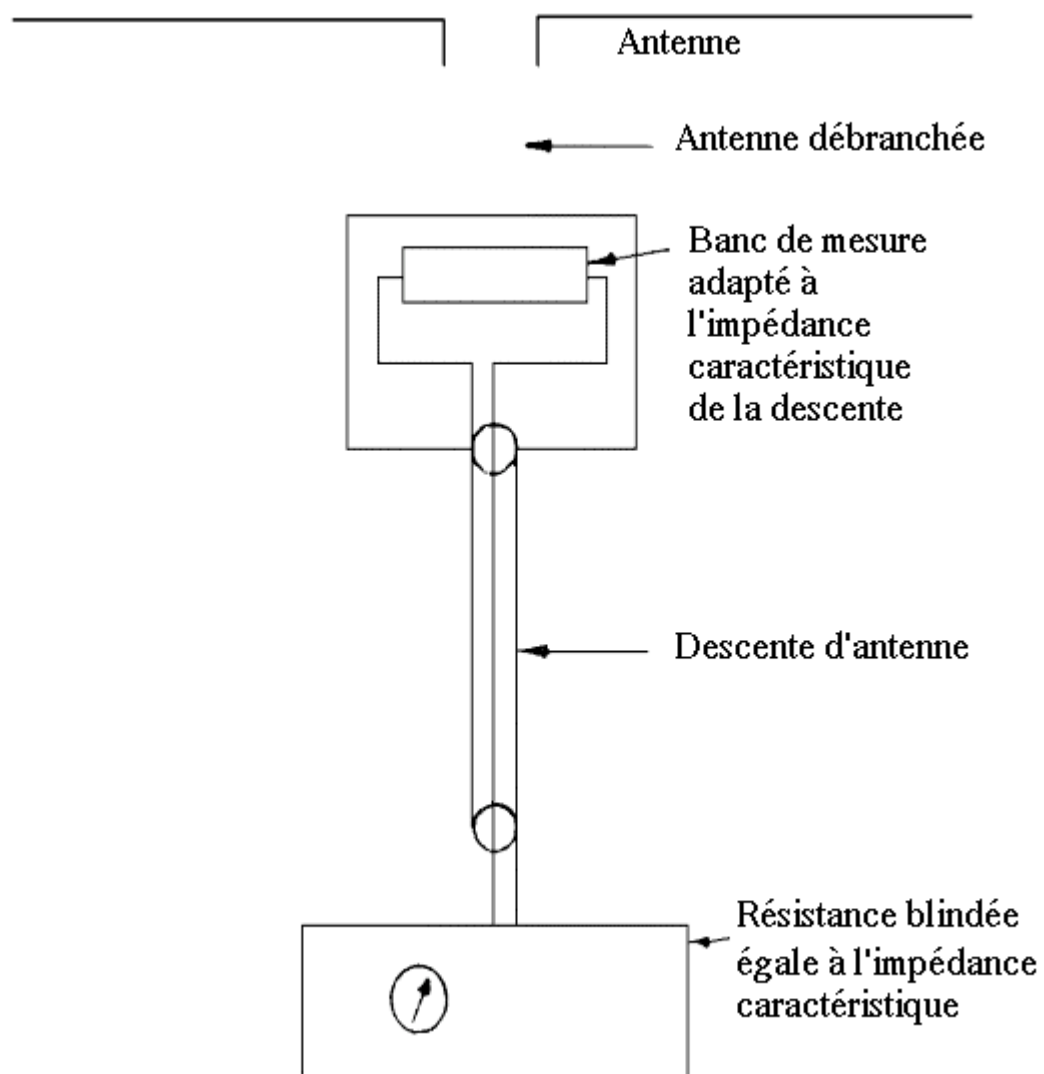 Antenne
Antenne débranchée
Banc de mesure
adapté à
l'impédance
caractéristique
de la descente
Descente d'antenne
Résistance blindée
égale à l'impédance
caractéristique